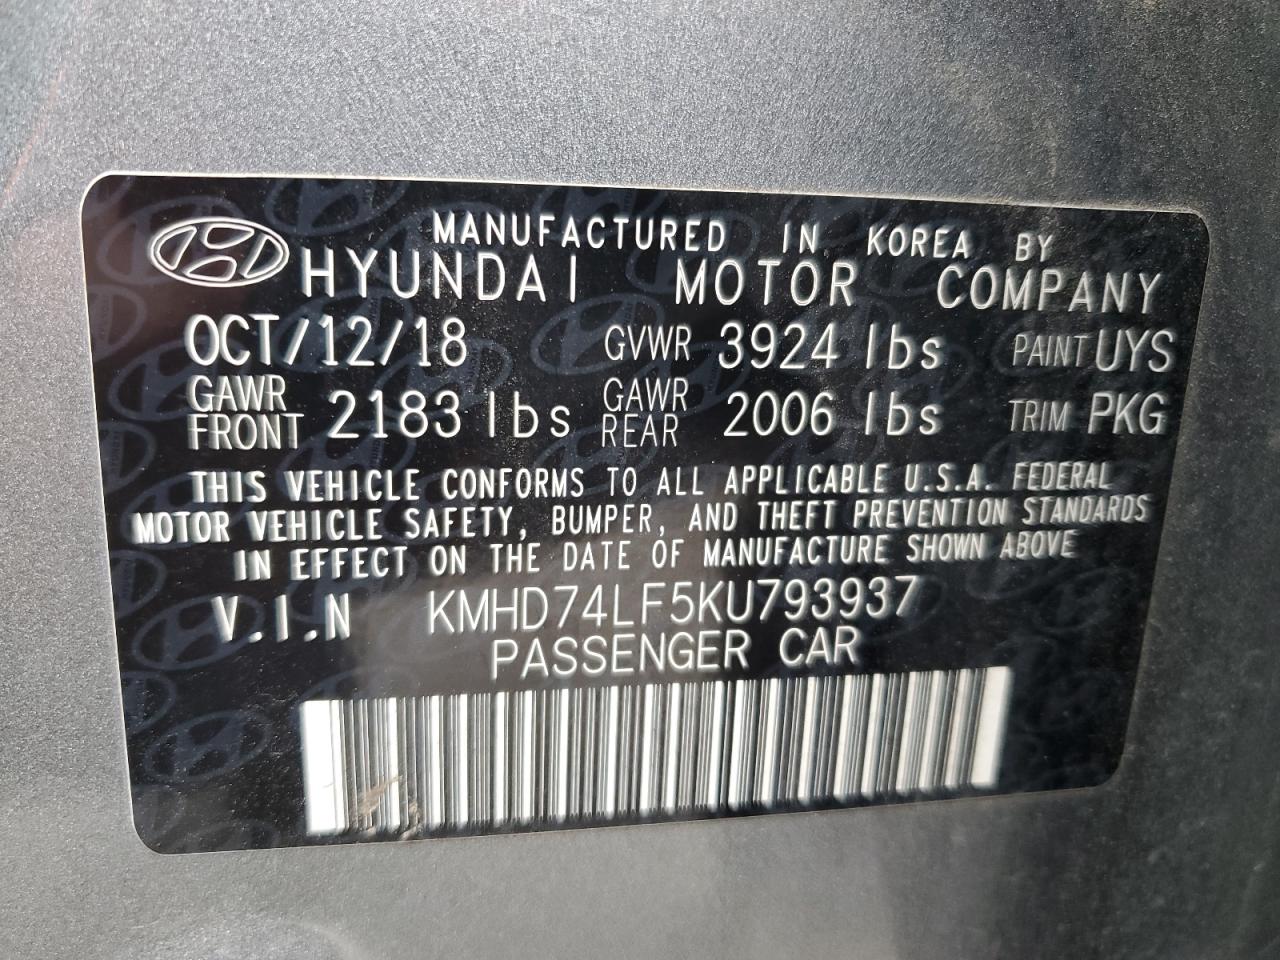 MANUFACTURED IN KOREA BY
HYUNDAI MOTOR COMPANY
OCT/12/18 GVWR 3924 lbs PAINT UYS
GAWR FRONT 2183 lbs GAWR REAR 2006 lbs TRIM PKG
THIS VEHICLE CONFORMS TO ALL APPLICABLE U.S.A. FEDERAL
MOTOR VEHICLE SAFETY, BUMPER, AND THEFT PREVENTION STANDARDS
IN EFFECT ON THE DATE OF MANUFACTURE SHOWN ABOVE
V.I.N KMHD74LF5KU793937
PASSENGER CAR